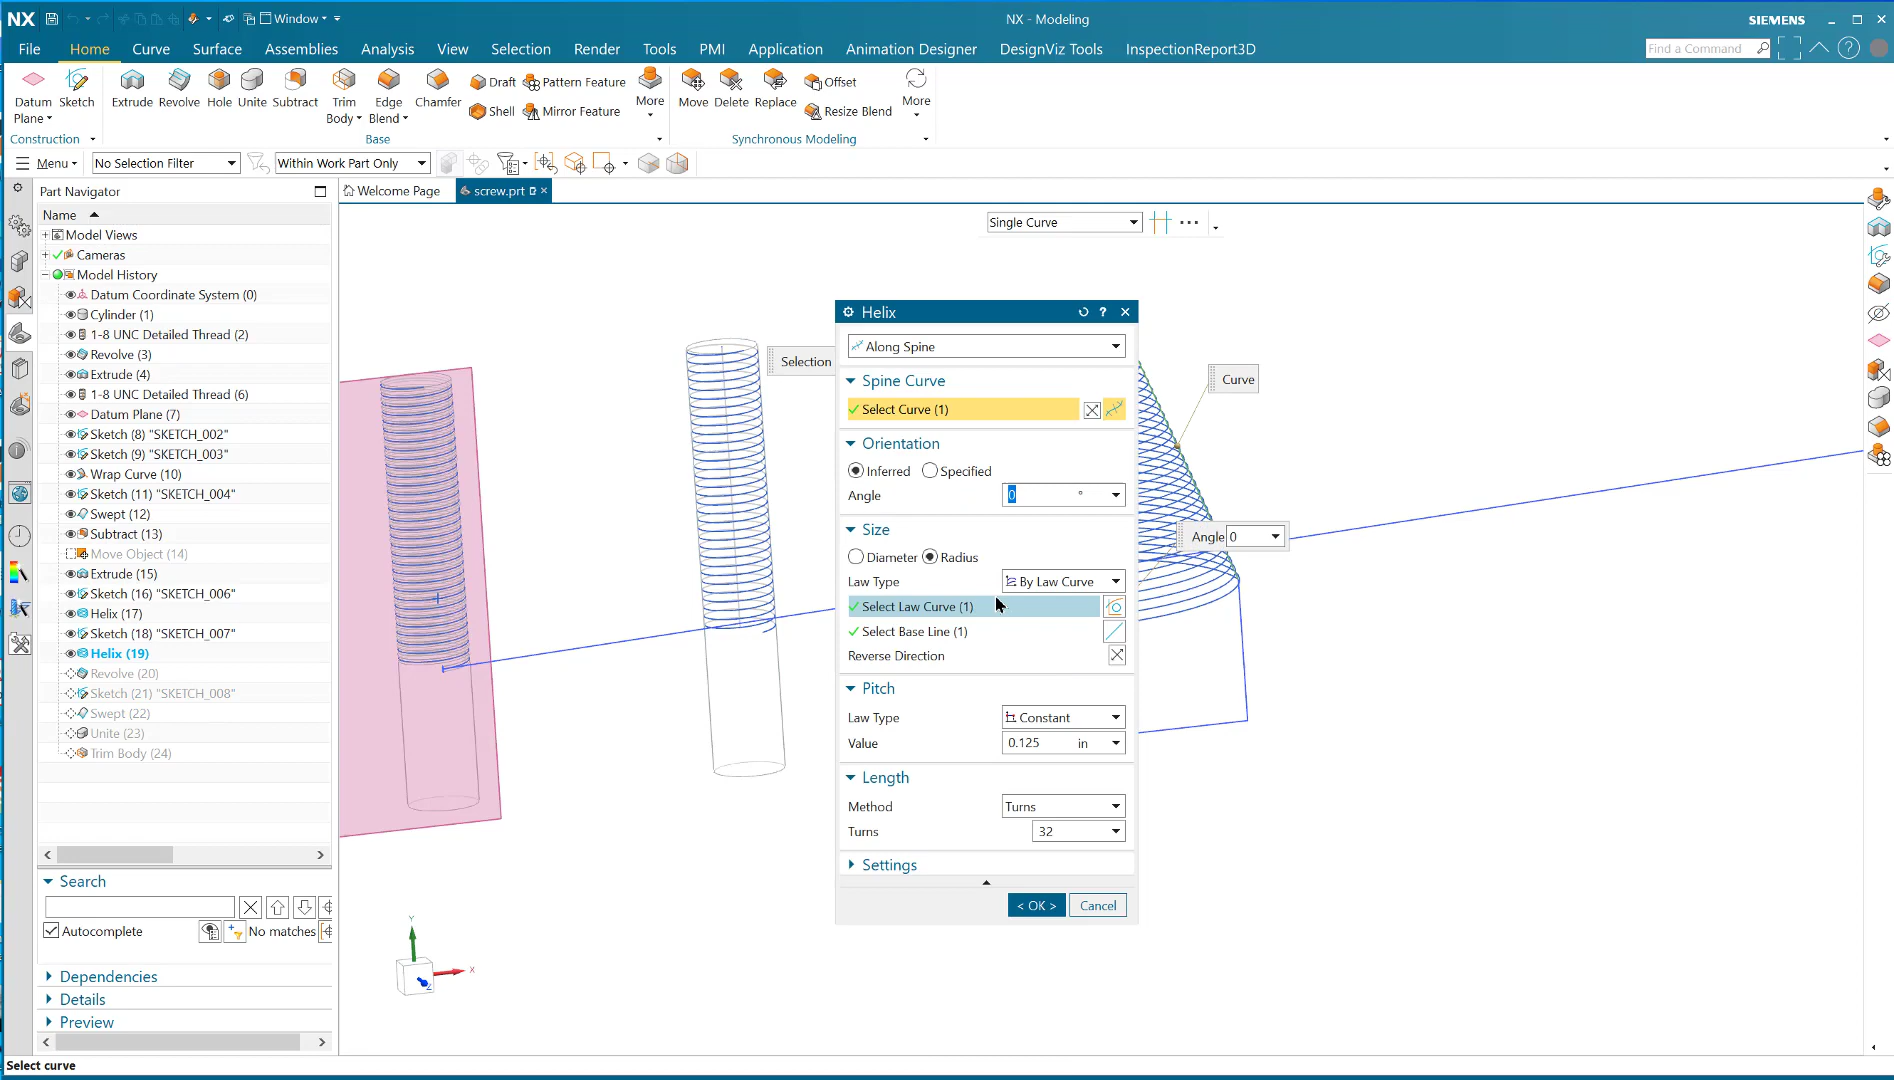 NX
Window
NX - Modeling
SIEMENS
File
Home
Curve
Surface
Assemblies
Analysis
View
Selection
Render
Tools
PMI
Application
Animation Designer
DesignViz Tools
InspectionReport3D
Find a Command
Datum Plane
Sketch
Extrude
Revolve
Hole
Unite
Subtract
Trim Body
Edge Blend
Chamfer
Draft
Shell
Pattern Feature
Mirror Feature
More
Move
Delete
Replace
Offset
Resize Blend
More
Construction
Base
Synchronous Modeling
Menu
No Selection Filter
Within Work Part Only
Part Navigator
Welcome Page
screw.prt
Name
Model Views
Cameras
Model History
Datum Coordinate System (0)
Cylinder (1)
1-8 UNC Detailed Thread (2)
Revolve (3)
Extrude (4)
1-8 UNC Detailed Thread (6)
Datum Plane (7)
Sketch (8) "SKETCH_002"
Sketch (9) "SKETCH_003"
Wrap Curve (10)
Sketch (11) "SKETCH_004"
Swept (12)
Subtract (13)
Move Object (14)
Extrude (15)
Sketch (16) "SKETCH_006"
Helix (17)
Sketch (18) "SKETCH_007"
Helix (19)
Revolve (20)
Sketch (21) "SKETCH_008"
Swept (22)
Unite (23)
Trim Body (24)
Search
Autocomplete
No matches
Dependencies
Details
Preview
Select curve
Single Curve
Selection
Curve
Angle 0
Helix
Along Spine
Spine Curve
Select Curve (1)
Orientation
Inferred
Specified
Angle
0 °
Size
Diameter
Radius
Law Type
By Law Curve
Select Law Curve (1)
Select Base Line (1)
Reverse Direction
Pitch
Law Type
Constant
Value
0.125 in
Length
Method
Turns
Turns
32
Settings
< OK >
Cancel
Y
X
Z